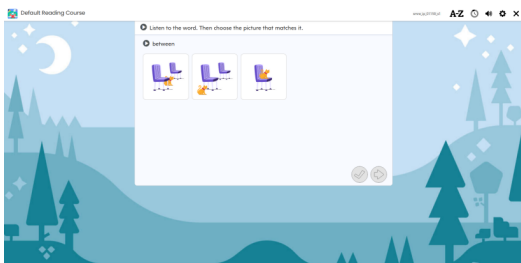 Default Reading Course
A-Z
Listen to the word. Then choose the picture that matches it.
between